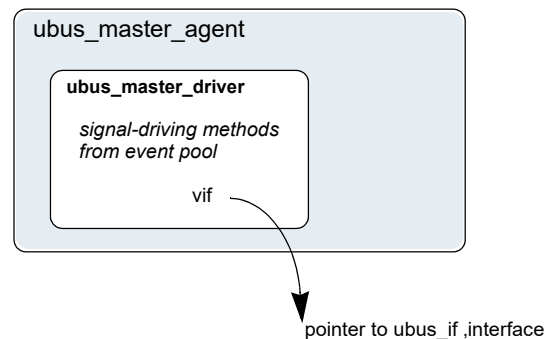 ubus_master_agent
ubus_master_driver
signal-driving methods
from event pool
vif
pointer to ubus_if ,interface